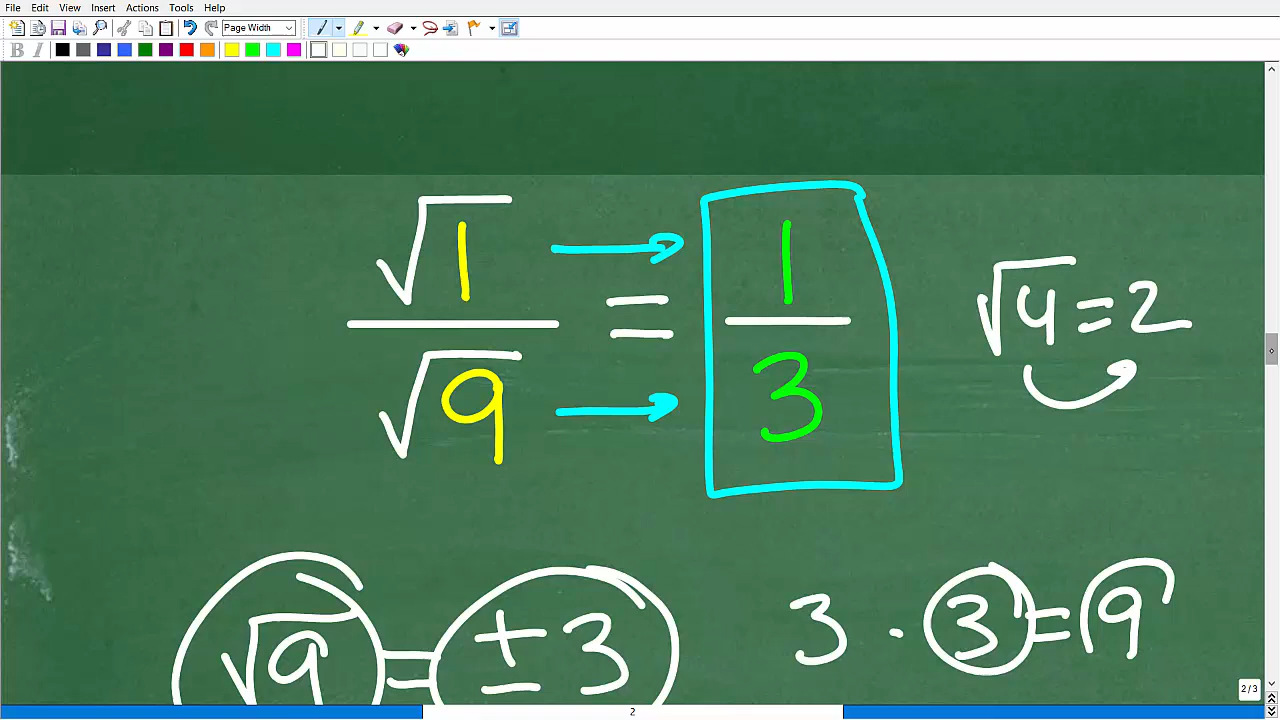 File Edit View Insert Actions Tools Help
Page Width
B I
√1 / √9 = 1 / 3
√4 = 2
√9 = ± 3
3 · 3 = 9
2/3
2